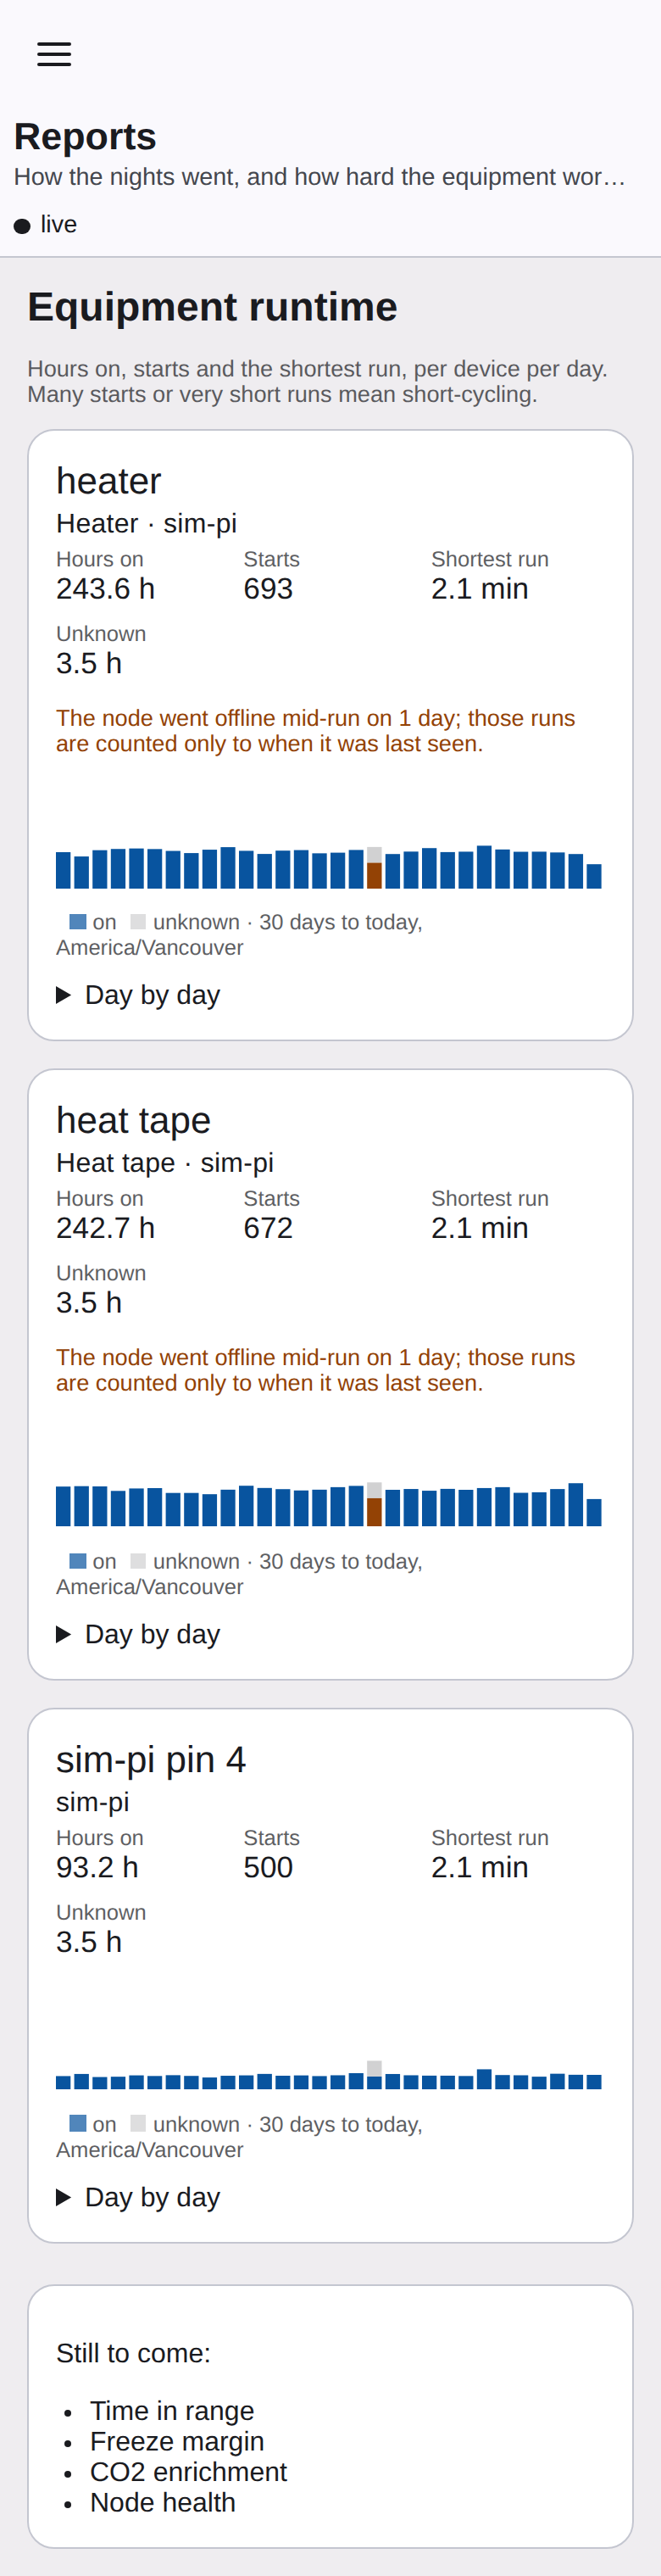 Reports
How the nights went, and how hard the equipment wor…
live
Equipment runtime
Hours on, starts and the shortest run, per device per day.
Many starts or very short runs mean short-cycling.
heater
Heater · sim-pi
Hours on Starts Shortest run
243.6 h 693 2.1 min
Unknown
3.5 h
The node went offline mid-run on 1 day; those runs
are counted only to when it was last seen.
on unknown · 30 days to today,
America/Vancouver
Day by day
heat tape
Heat tape · sim-pi
Hours on Starts Shortest run
242.7 h 672 2.1 min
Unknown
3.5 h
The node went offline mid-run on 1 day; those runs
are counted only to when it was last seen.
on unknown · 30 days to today,
America/Vancouver
Day by day
sim-pi pin 4
sim-pi
Hours on Starts Shortest run
93.2 h 500 2.1 min
Unknown
3.5 h
on unknown · 30 days to today,
America/Vancouver
Day by day
Still to come:
• Time in range
• Freeze margin
• CO2 enrichment
• Node health